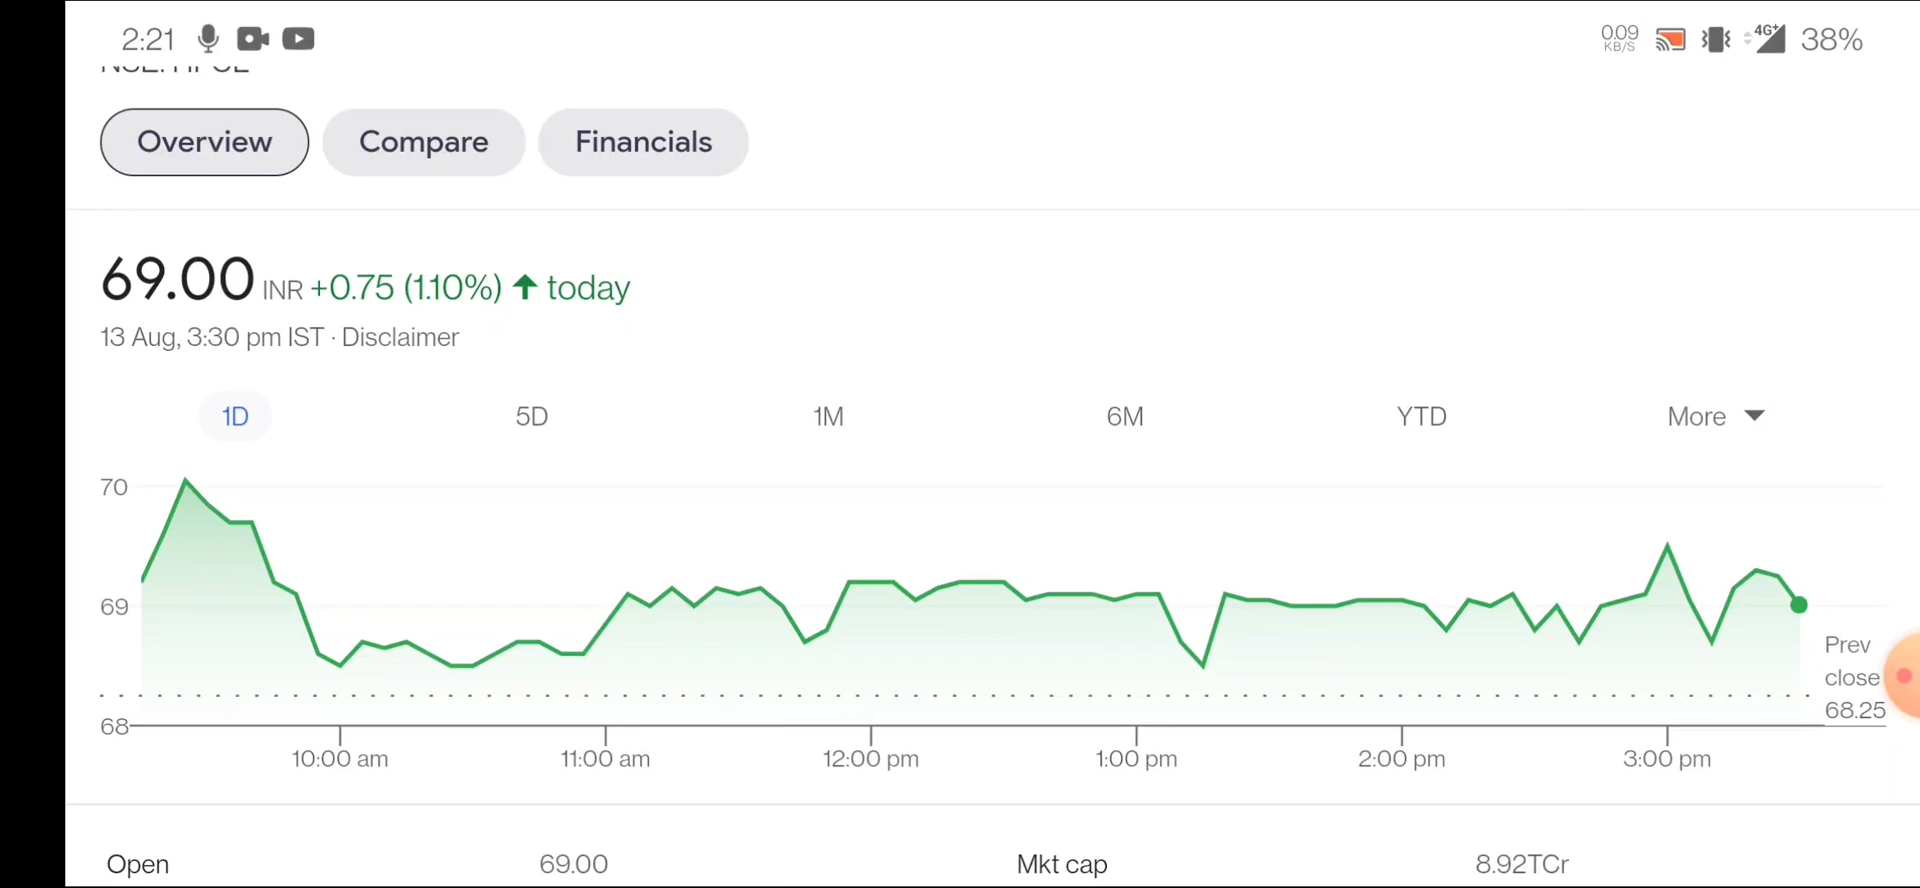 2:21 0.09 KB/S 4G+ 38%
Overview Compare Financials
69.00 INR +0.75 (1.10%) ↑ today
13 Aug, 3:30 pm IST · Disclaimer
1D 5D 1M 6M YTD More
70
69
68
Prev
close
68.25
10:00 am 11:00 am 12:00 pm 1:00 pm 2:00 pm 3:00 pm
Open 69.00 Mkt cap 8.92TCr